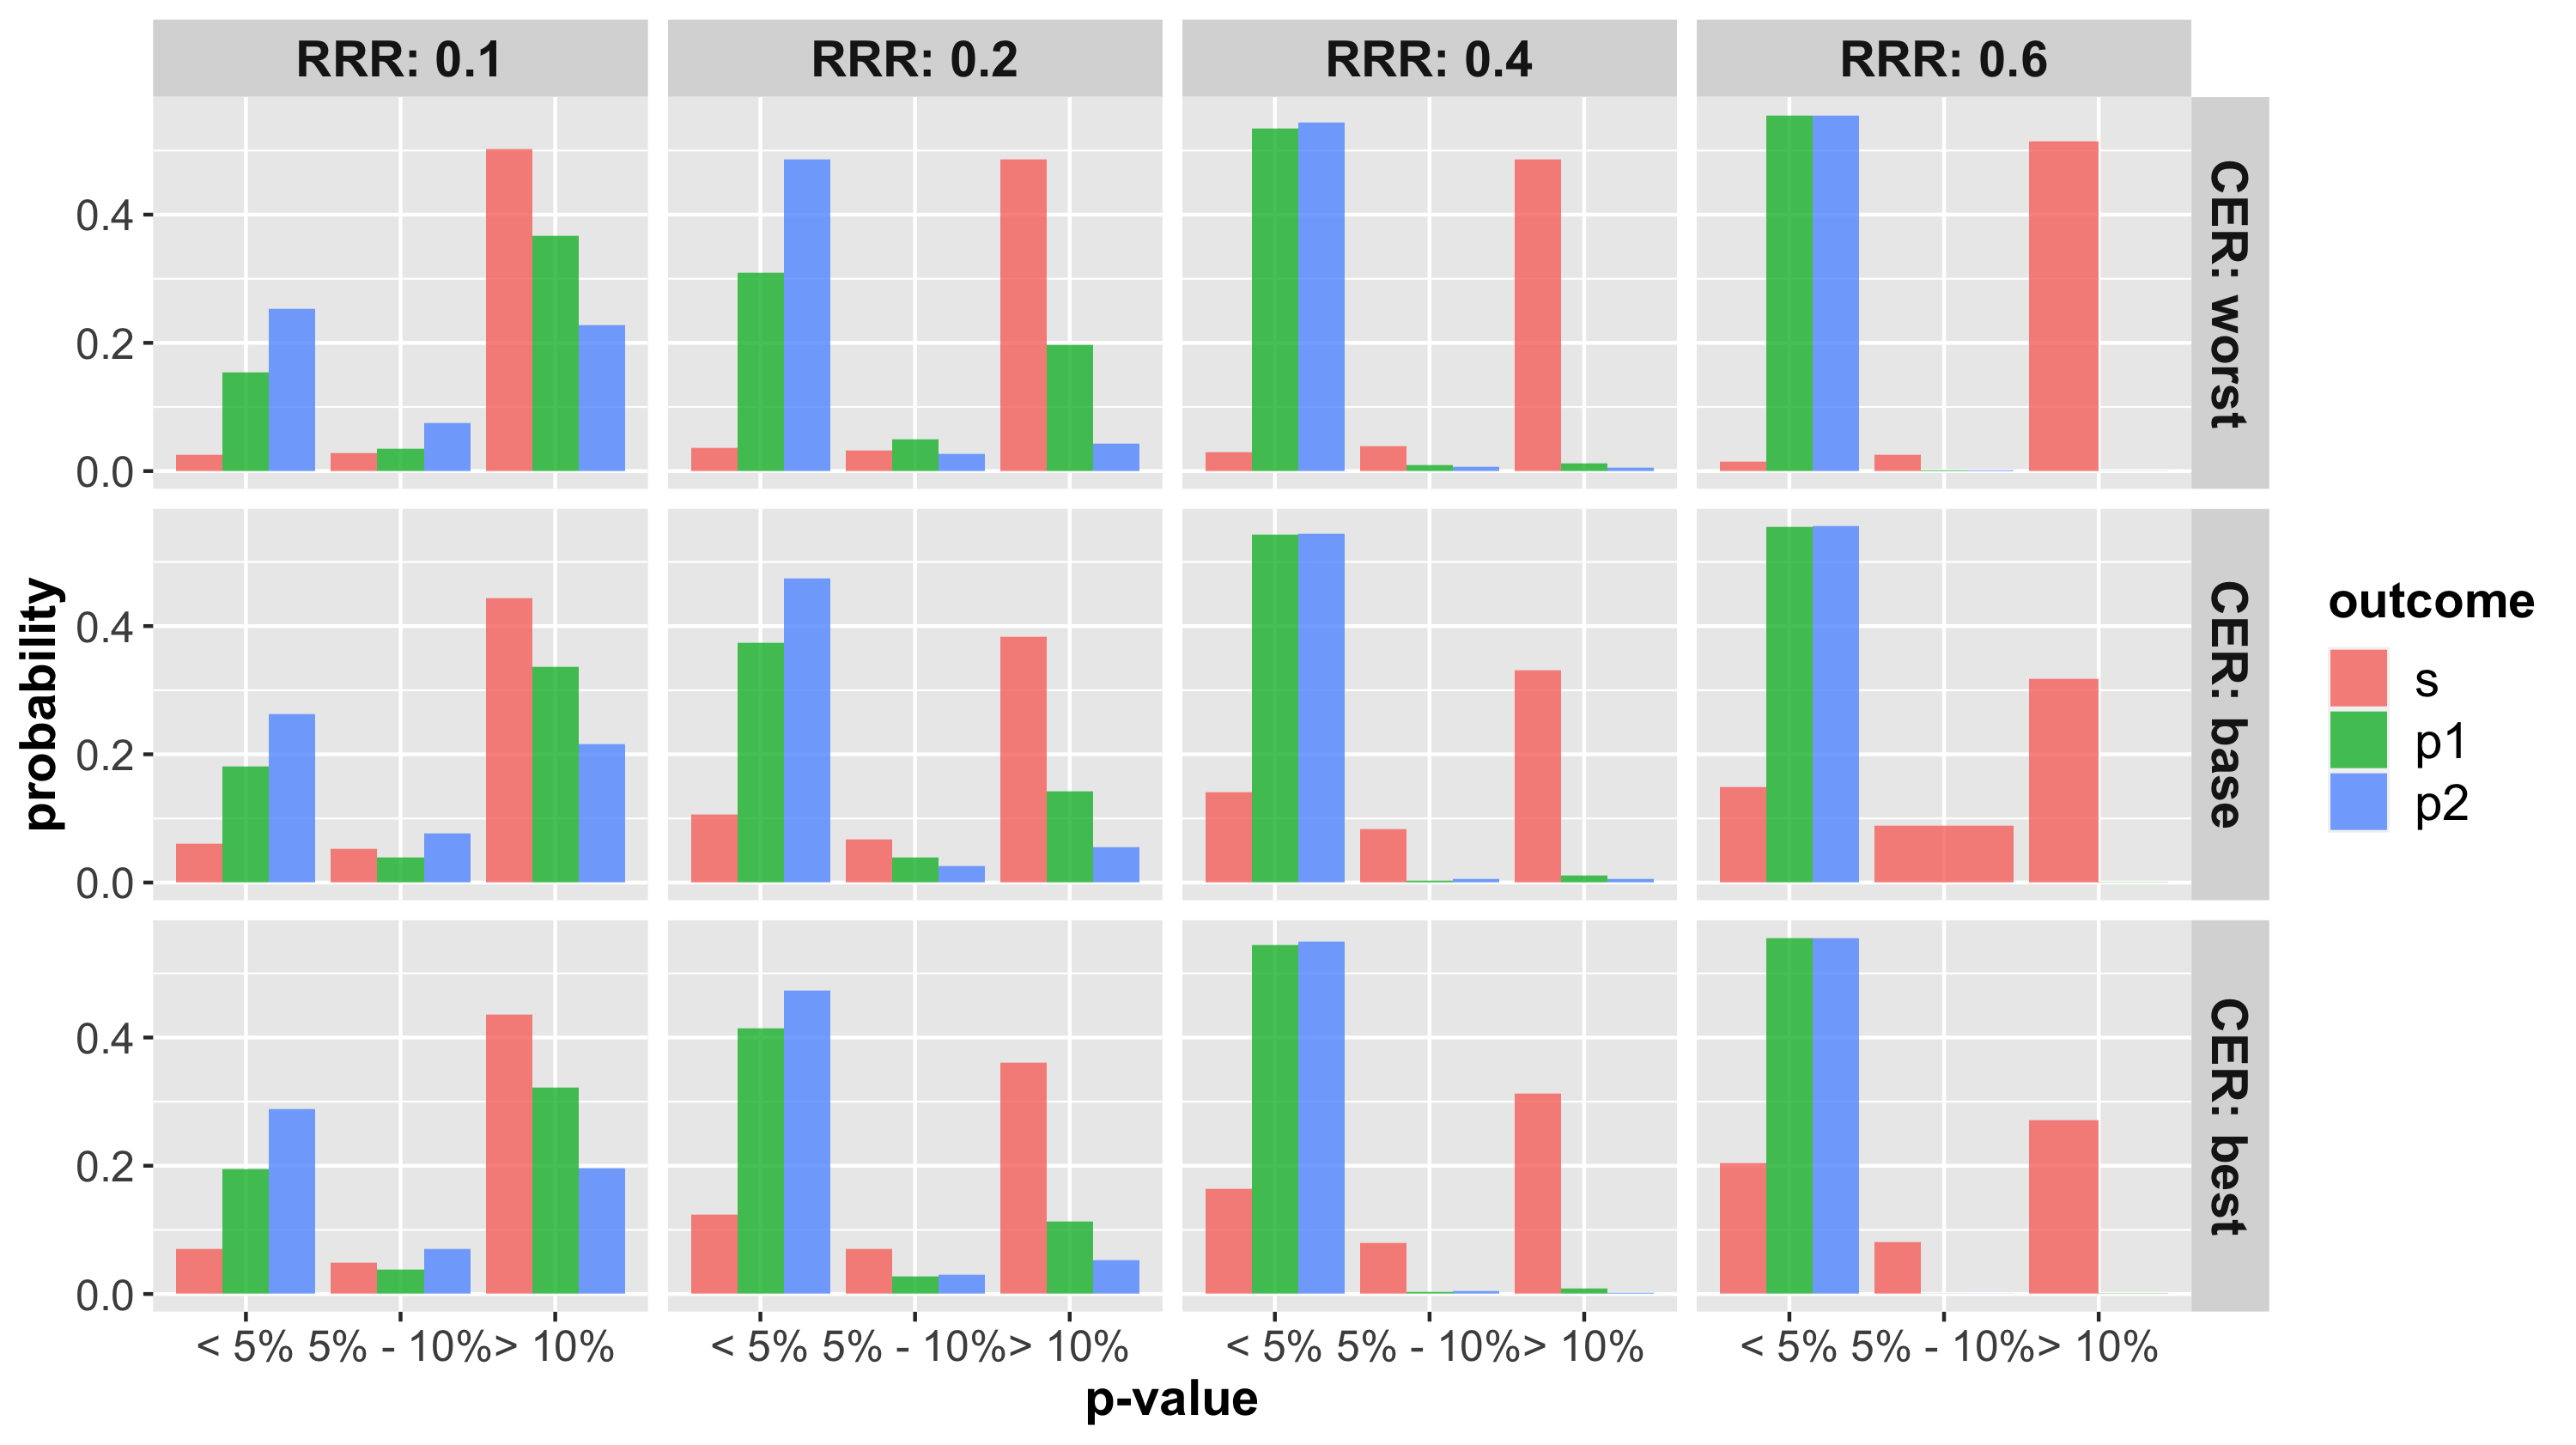 RRR: 0.1 RRR: 0.2 RRR: 0.4 RRR: 0.6
0.4
0.2
0.0
CER: worst
0.4
0.2
0.0
CER: base
0.4
0.2
0.0
CER: best
probability
< 5% 5% - 10% > 10% < 5% 5% - 10% > 10% < 5% 5% - 10% > 10% < 5% 5% - 10% > 10%
p-value
outcome
s
p1
p2